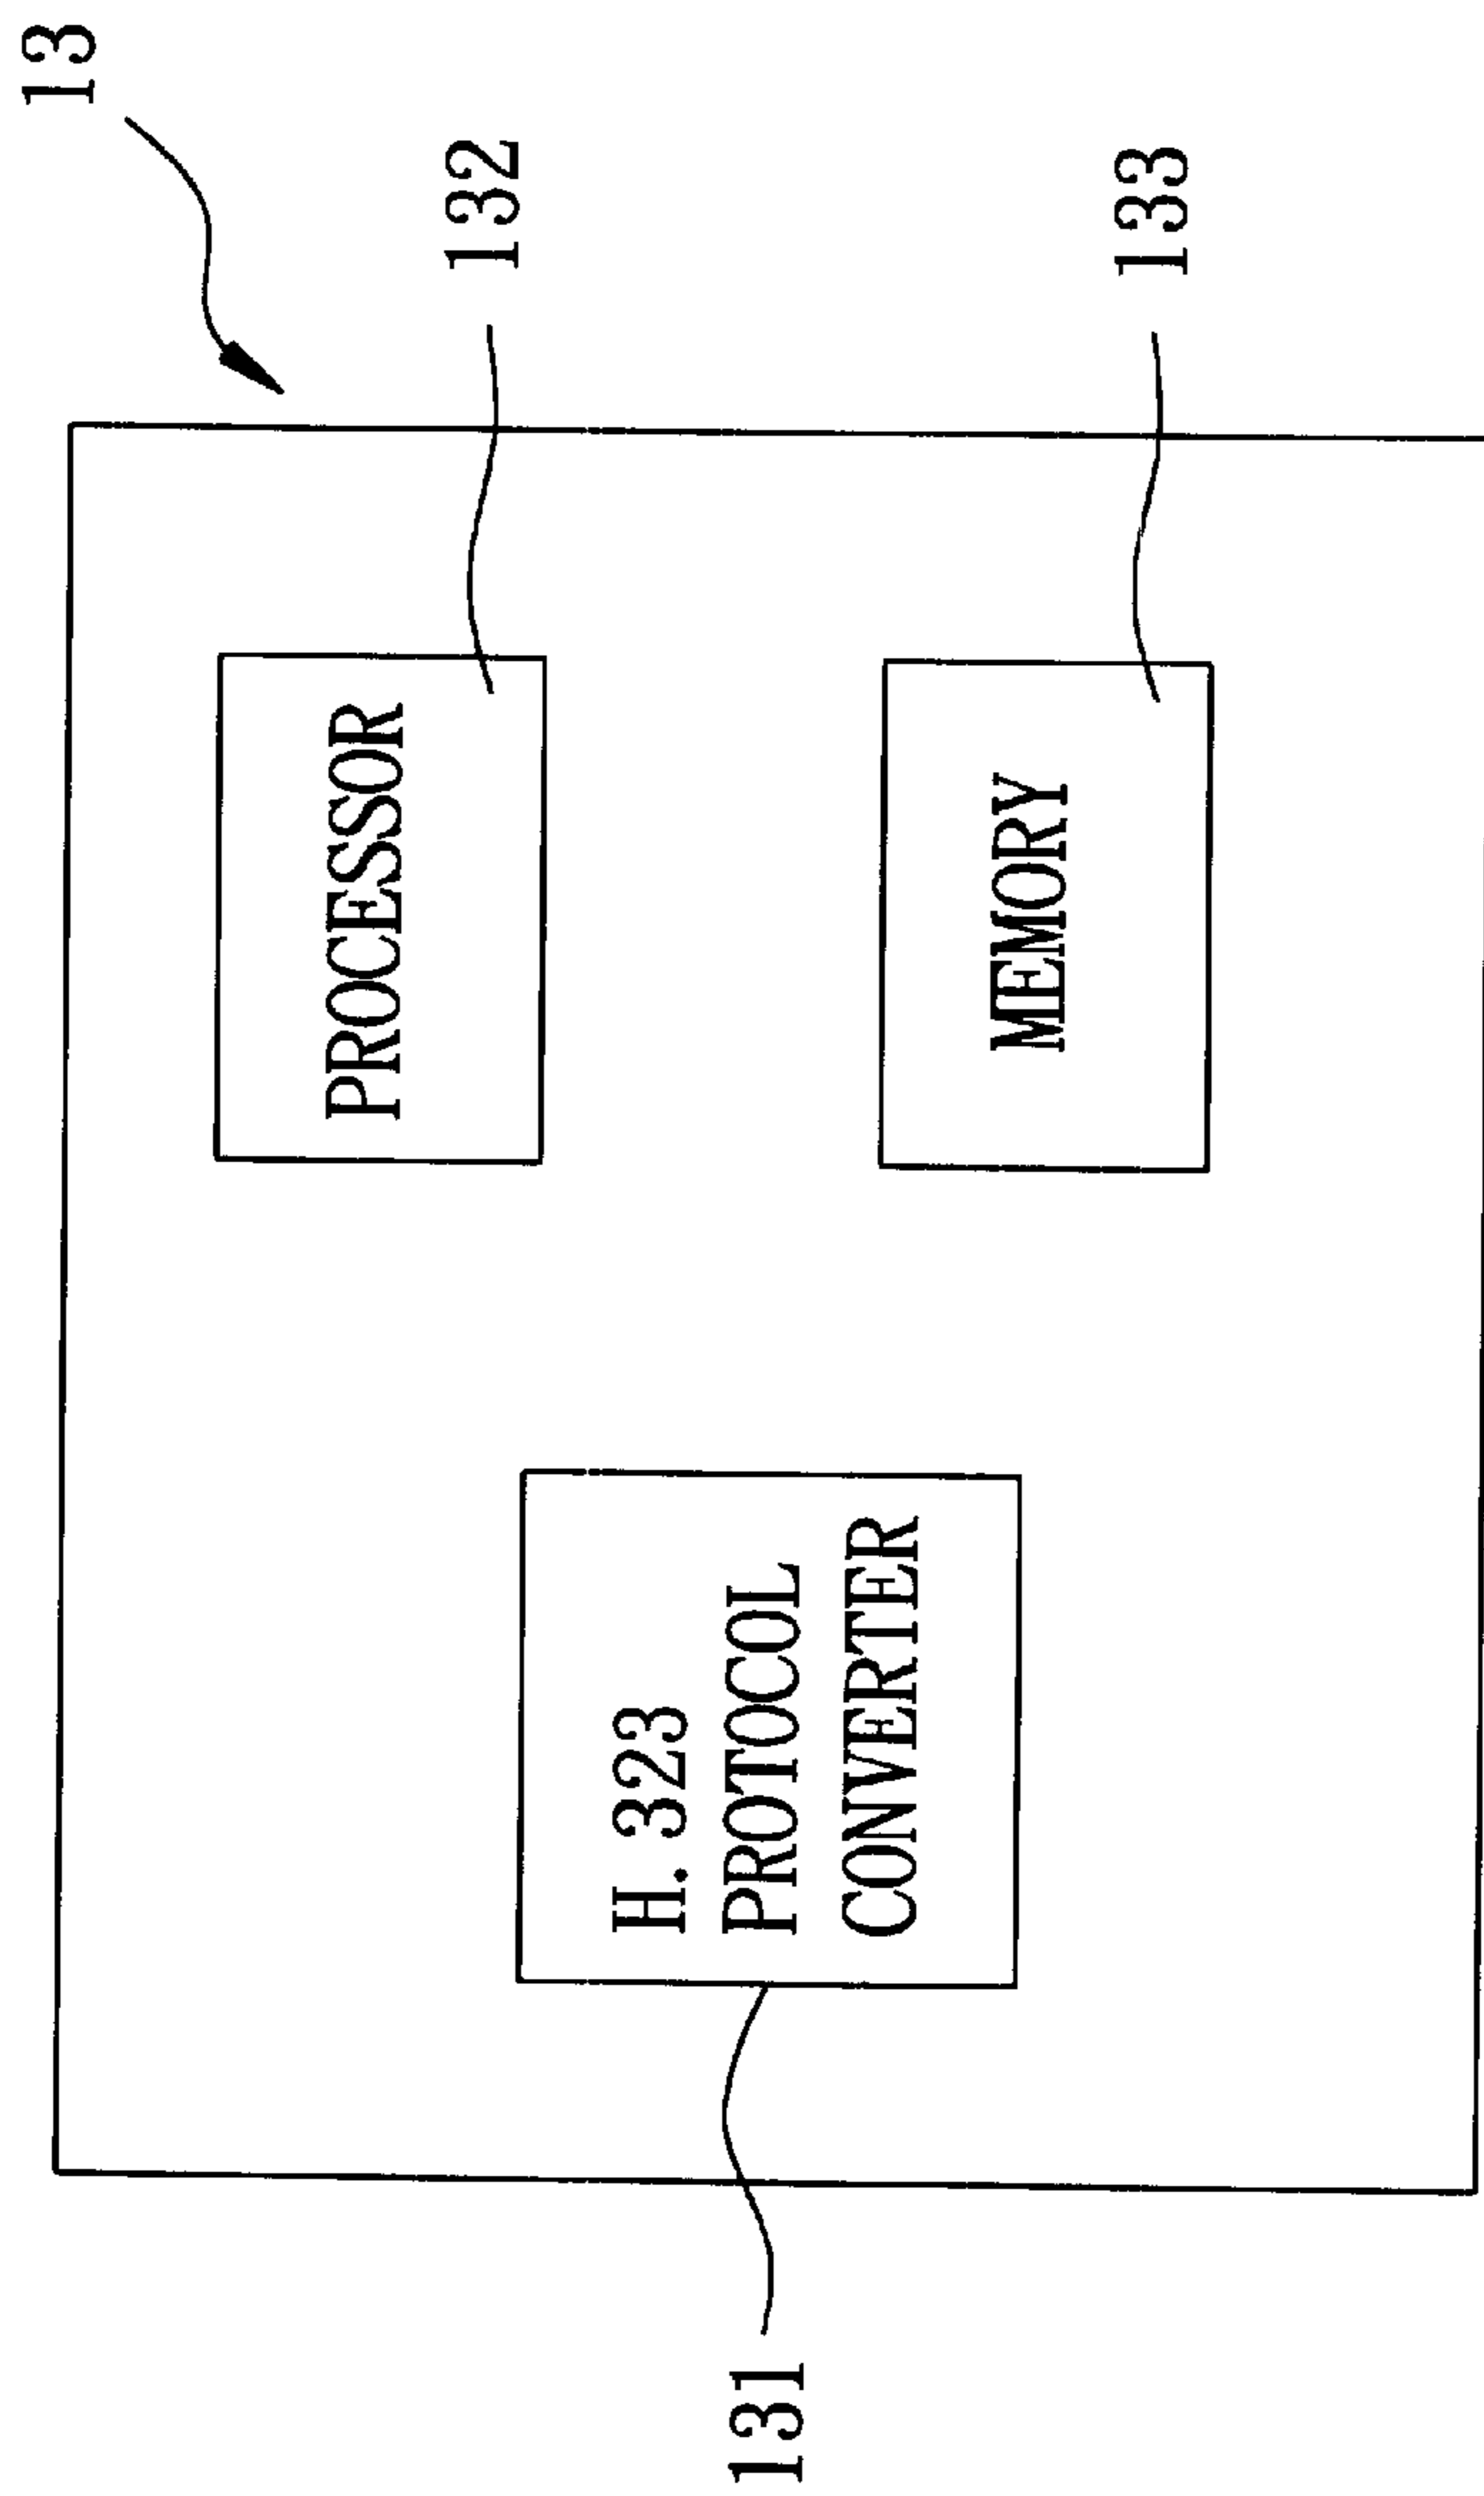 13
PROCESSOR
132
H. 323
PROTOCOL
CONVERTER
131
MEMORY
133